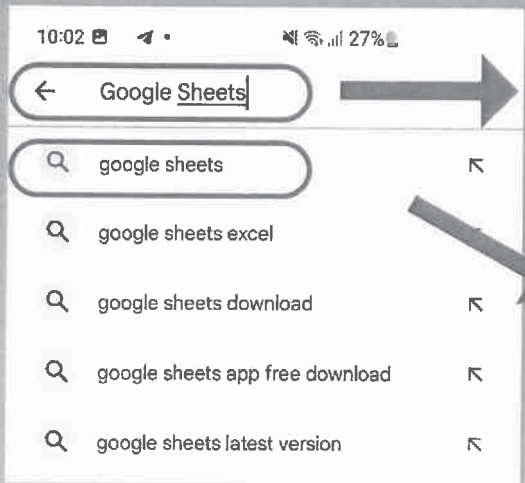 10:02 27%
Google Sheets
google sheets
google sheets excel
google sheets download
google sheets app free download
google sheets latest version